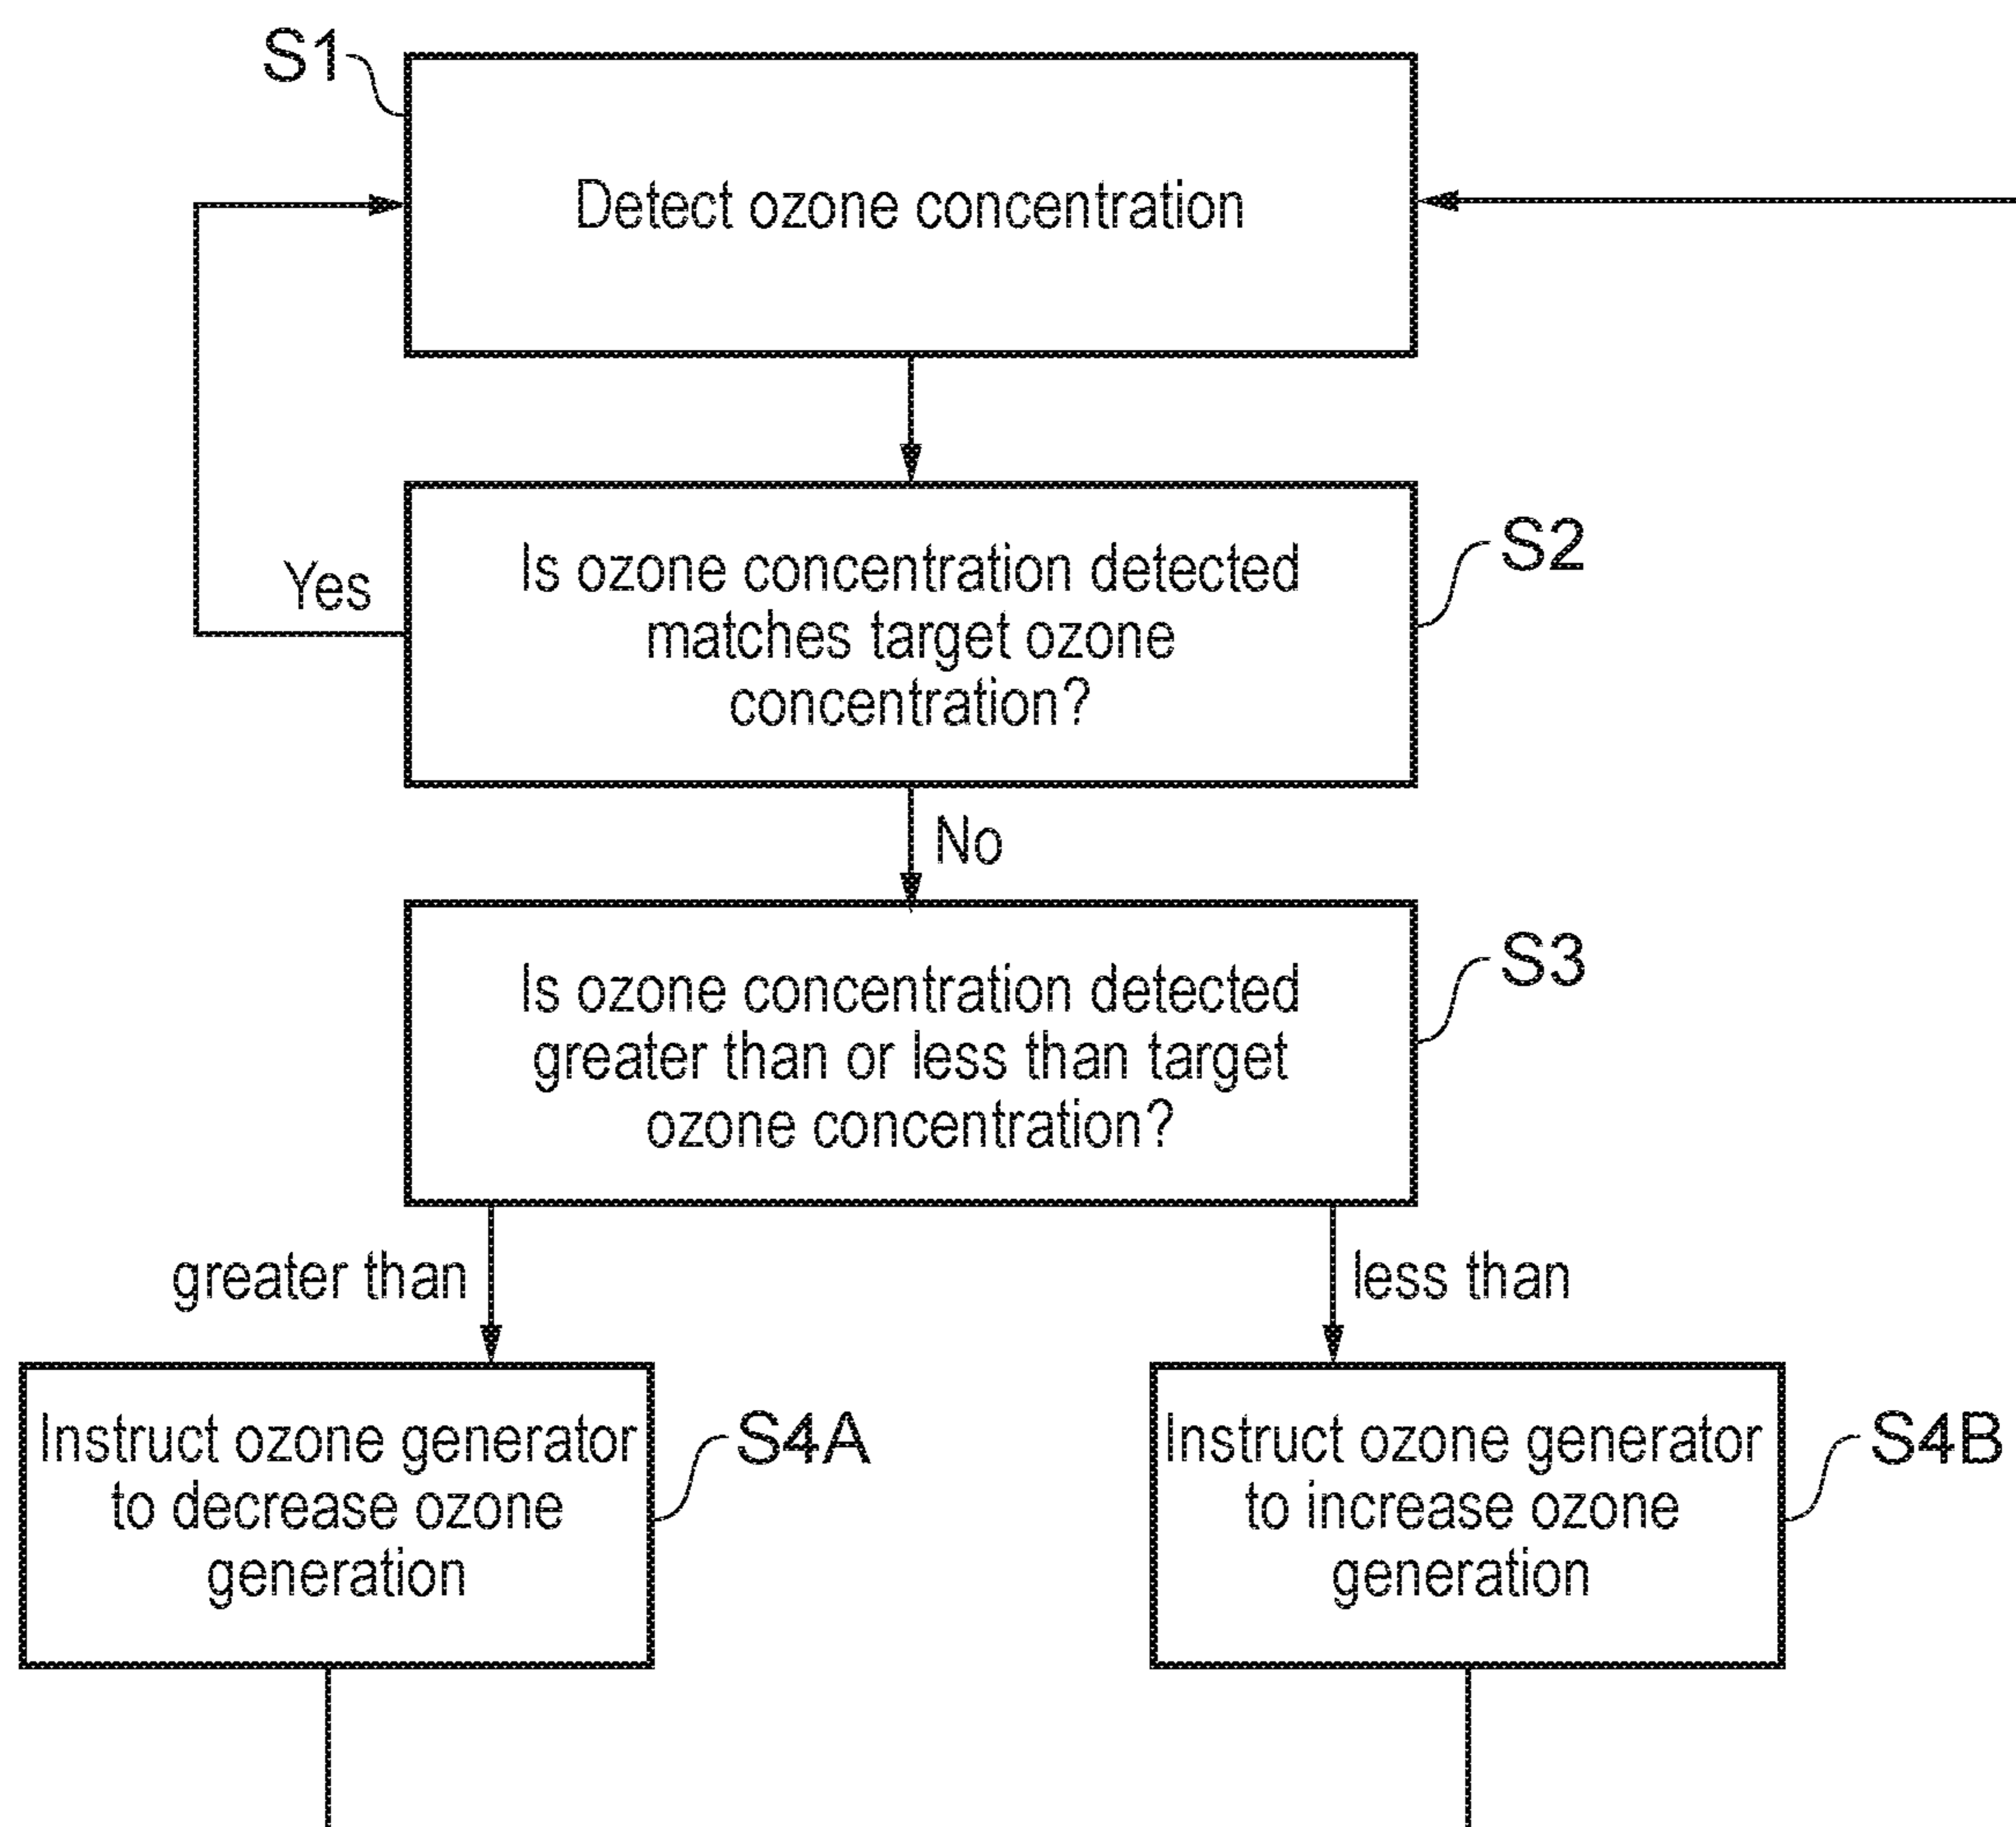 S1
Detect ozone concentration
Is ozone concentration detected
matches target ozone
concentration?
S2
Yes
No
Is ozone concentration detected
greater than or less than target
ozone concentration?
S3
greater than
less than
Instruct ozone generator
to decrease ozone
generation
S4A
Instruct ozone generator
to increase ozone
generation
S4B